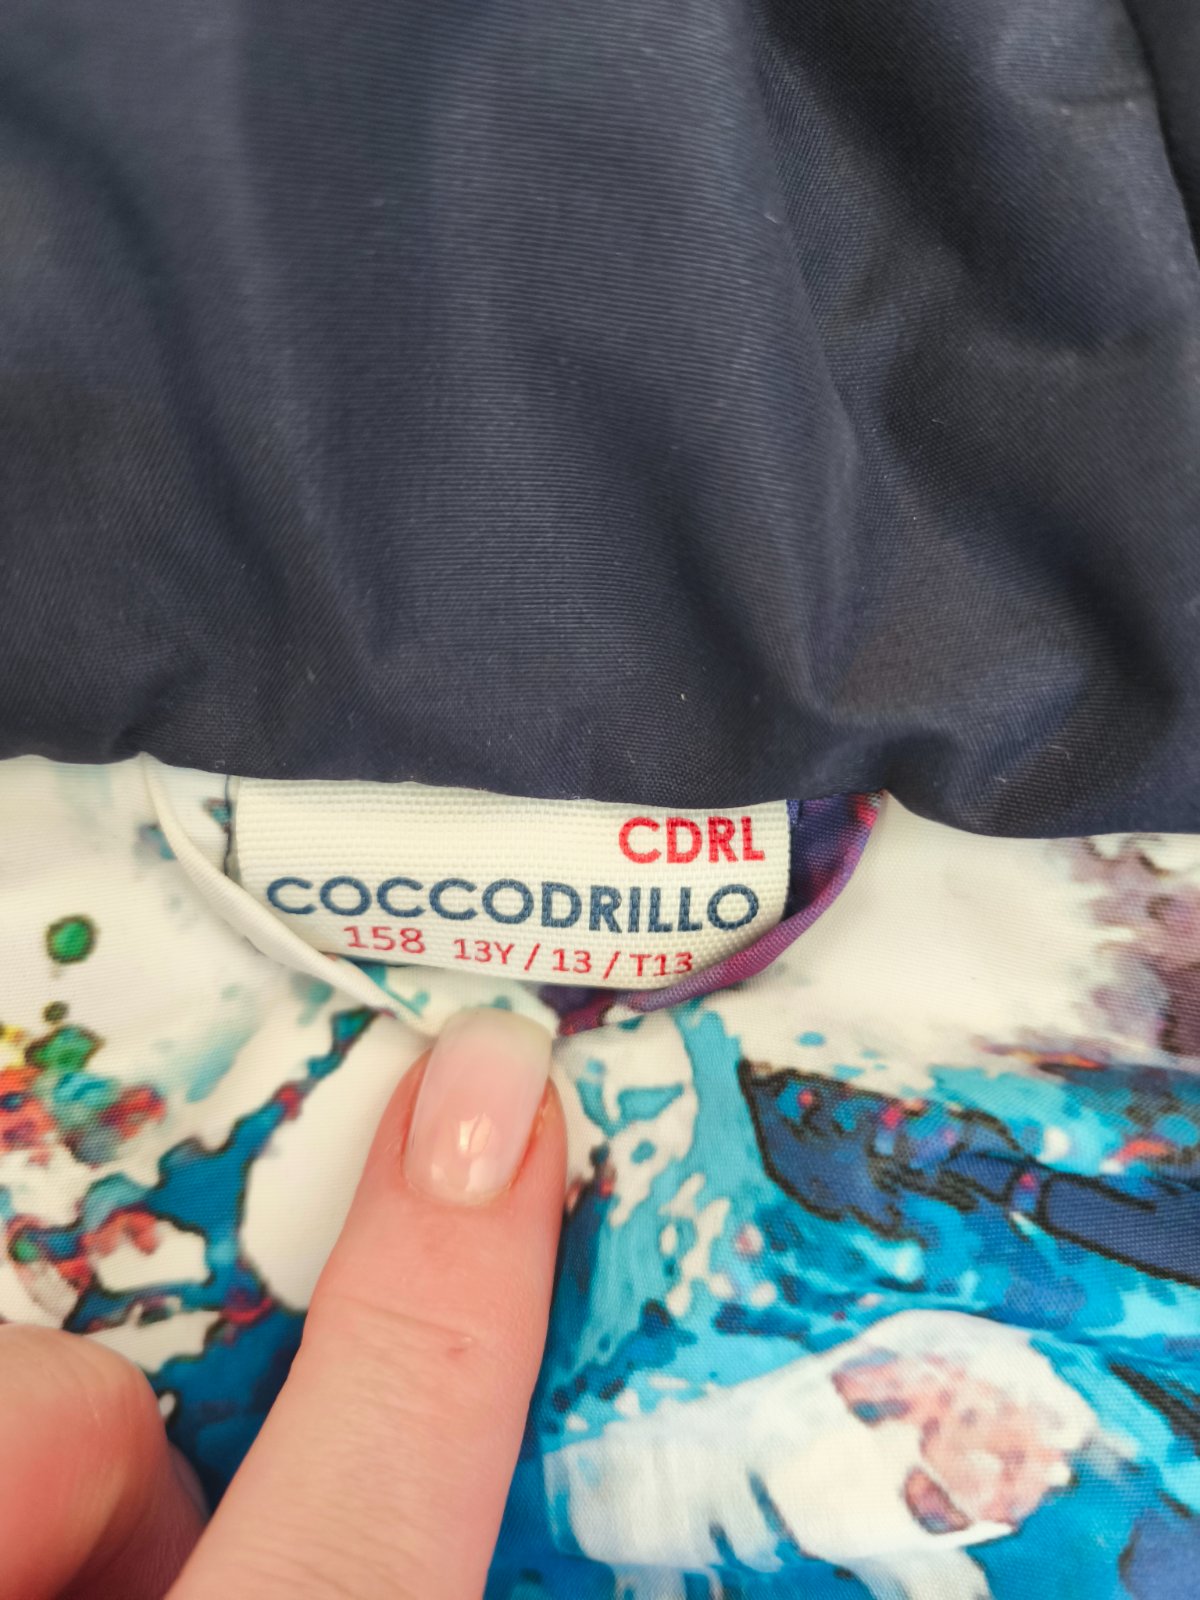 CDRL
COCCODRILLO
158 13Y / 13 / T13